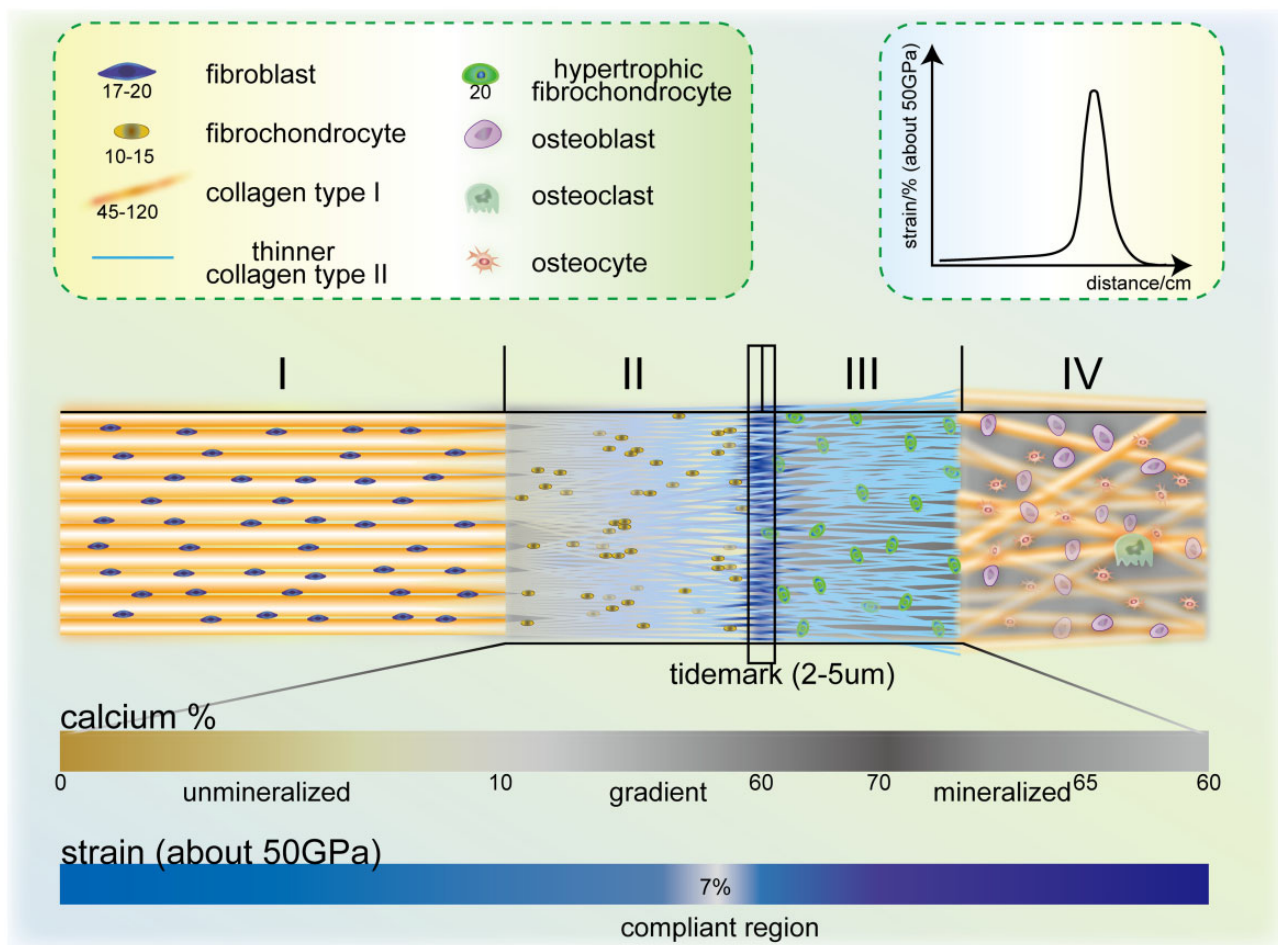 fibroblast
17-20
fibrochondrocyte
10-15
collagen type I
45-120
thinner
collagen type II
hypertrophic
fibrochondrocyte
20
osteoblast
osteoclast
osteocyte
strain/% (about 50GPa)
distance/cm
I
II
III
IV
tidemark (2-5um)
calcium %
0
10
60
70
65
60
unmineralized
gradient
mineralized
strain (about 50GPa)
7%
compliant region